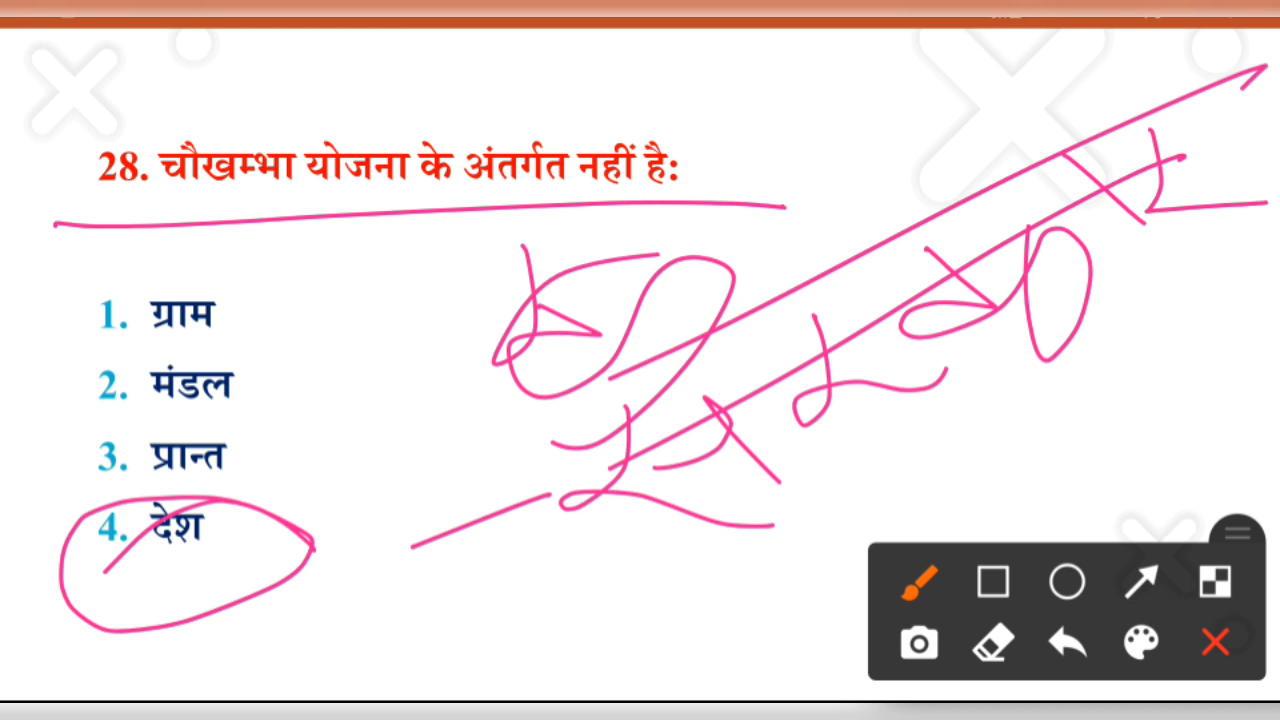 28. चौखम्भा योजना के अंतर्गत नहीं है:
1. ग्राम
2. मंडल
3. प्रान्त
4. देश